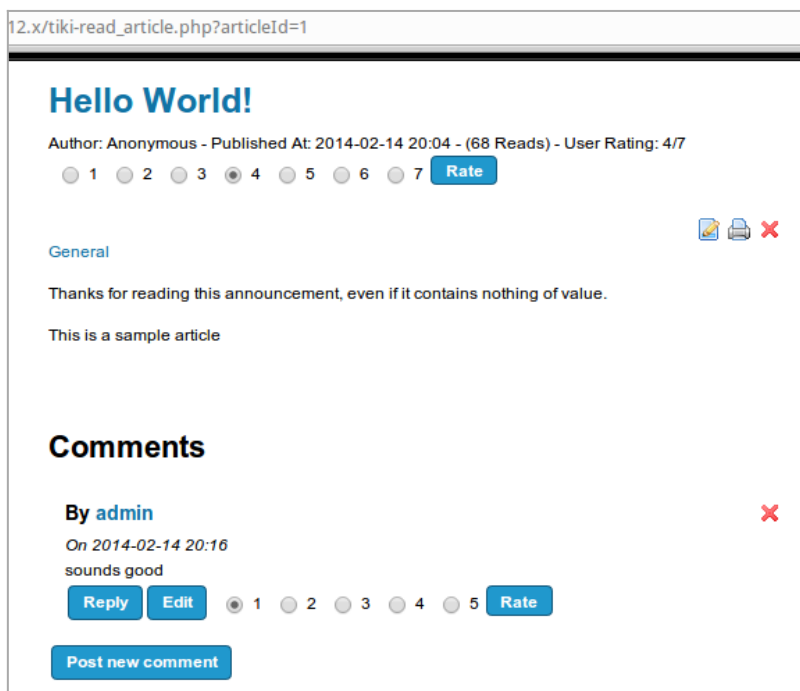 12.x/tiki-read_article.php?articleId=1
Hello World!
Author: Anonymous - Published At: 2014-02-14 20:04 - (68 Reads) - User Rating: 4/7
1 2 3 4 5 6 7 Rate
General
Thanks for reading this announcement, even if it contains nothing of value.
This is a sample article
Comments
By admin
On 2014-02-14 20:16
sounds good
Reply Edit 1 2 3 4 5 Rate
Post new comment